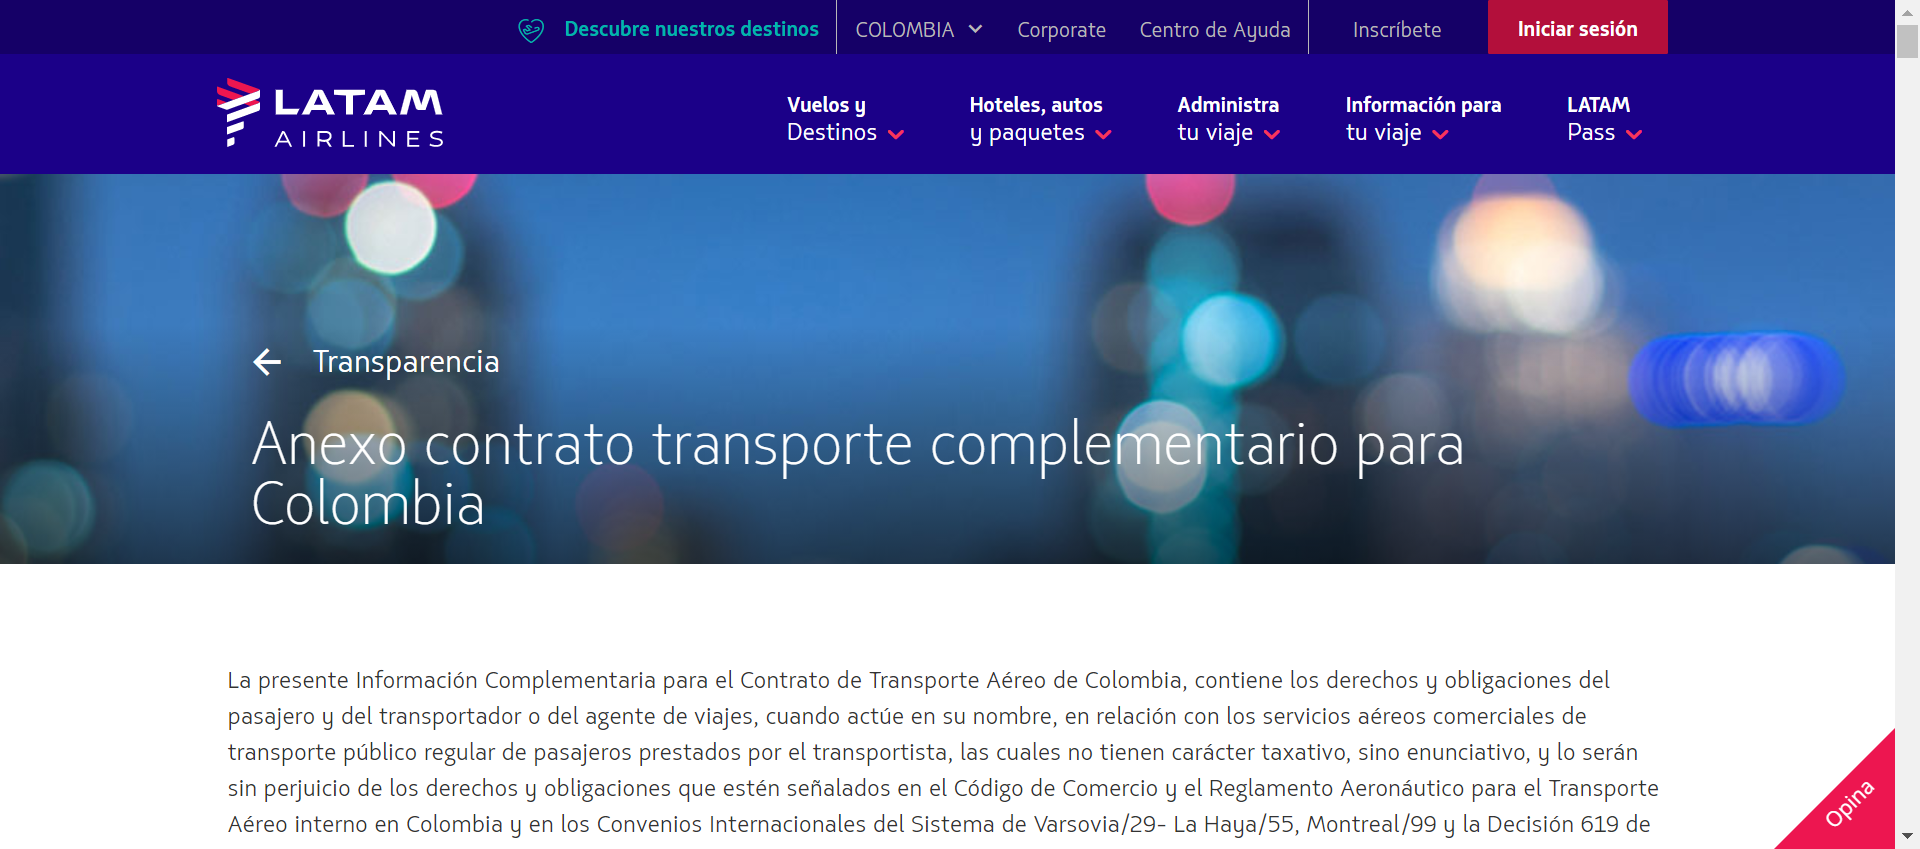 Descubre nuestros destinos
COLOMBIA
Corporate
Centro de Ayuda
Inscríbete
Iniciar sesión
LATAM
AIRLINES
Vuelos y
Destinos
Hoteles, autos
y paquetes
Administra
tu viaje
Información para
tu viaje
LATAM
Pass
Transparencia
Anexo contrato transporte complementario para
Colombia
La presente Información Complementaria para el Contrato de Transporte Aéreo de Colombia, contiene los derechos y obligaciones del
pasajero y del transportador o del agente de viajes, cuando actúe en su nombre, en relación con los servicios aéreos comerciales de
transporte público regular de pasajeros prestados por el transportista, las cuales no tienen carácter taxativo, sino enunciativo, y lo serán
sin perjuicio de los derechos y obligaciones que estén señalados en el Código de Comercio y el Reglamento Aeronáutico para el Transporte
Aéreo interno en Colombia y en los Convenios Internacionales del Sistema de Varsovia/29- La Haya/55, Montreal/99 y la Decisión 619 de
Opina